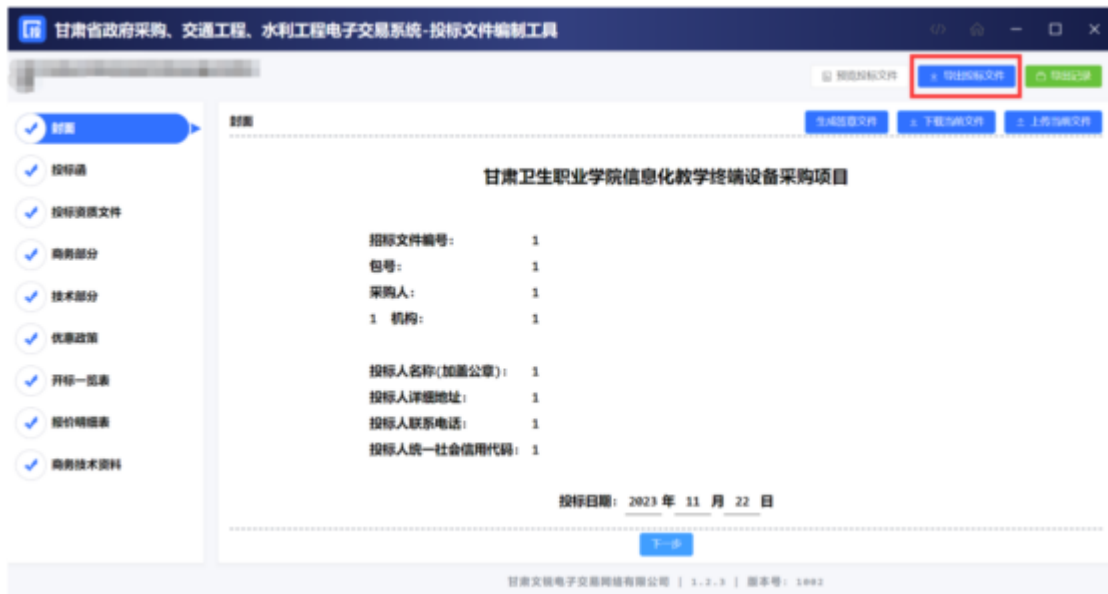 投 甘肃省政府采购、交通工程、水利工程电子交易系统-投标文件编制工具
预览投标文件 导出投标文件 导出记录
封面
投标函
投标资质文件
商务部分
技术部分
优惠政策
开标一览表
报价明细表
商务技术资料
封面 生成签章文件 下载当前文件 上传当前文件
甘肃卫生职业学院信息化教学终端设备采购项目
招标文件编号: 1
包号: 1
采购人: 1
1 机构: 1
投标人名称(加盖公章): 1
投标人详细地址: 1
投标人联系电话: 1
投标人统一社会信用代码: 1
投标日期: 2023 年 11 月 22 日
下一步
甘肃文锐电子交易网络有限公司 | 1.2.3 | 版本号: 1002